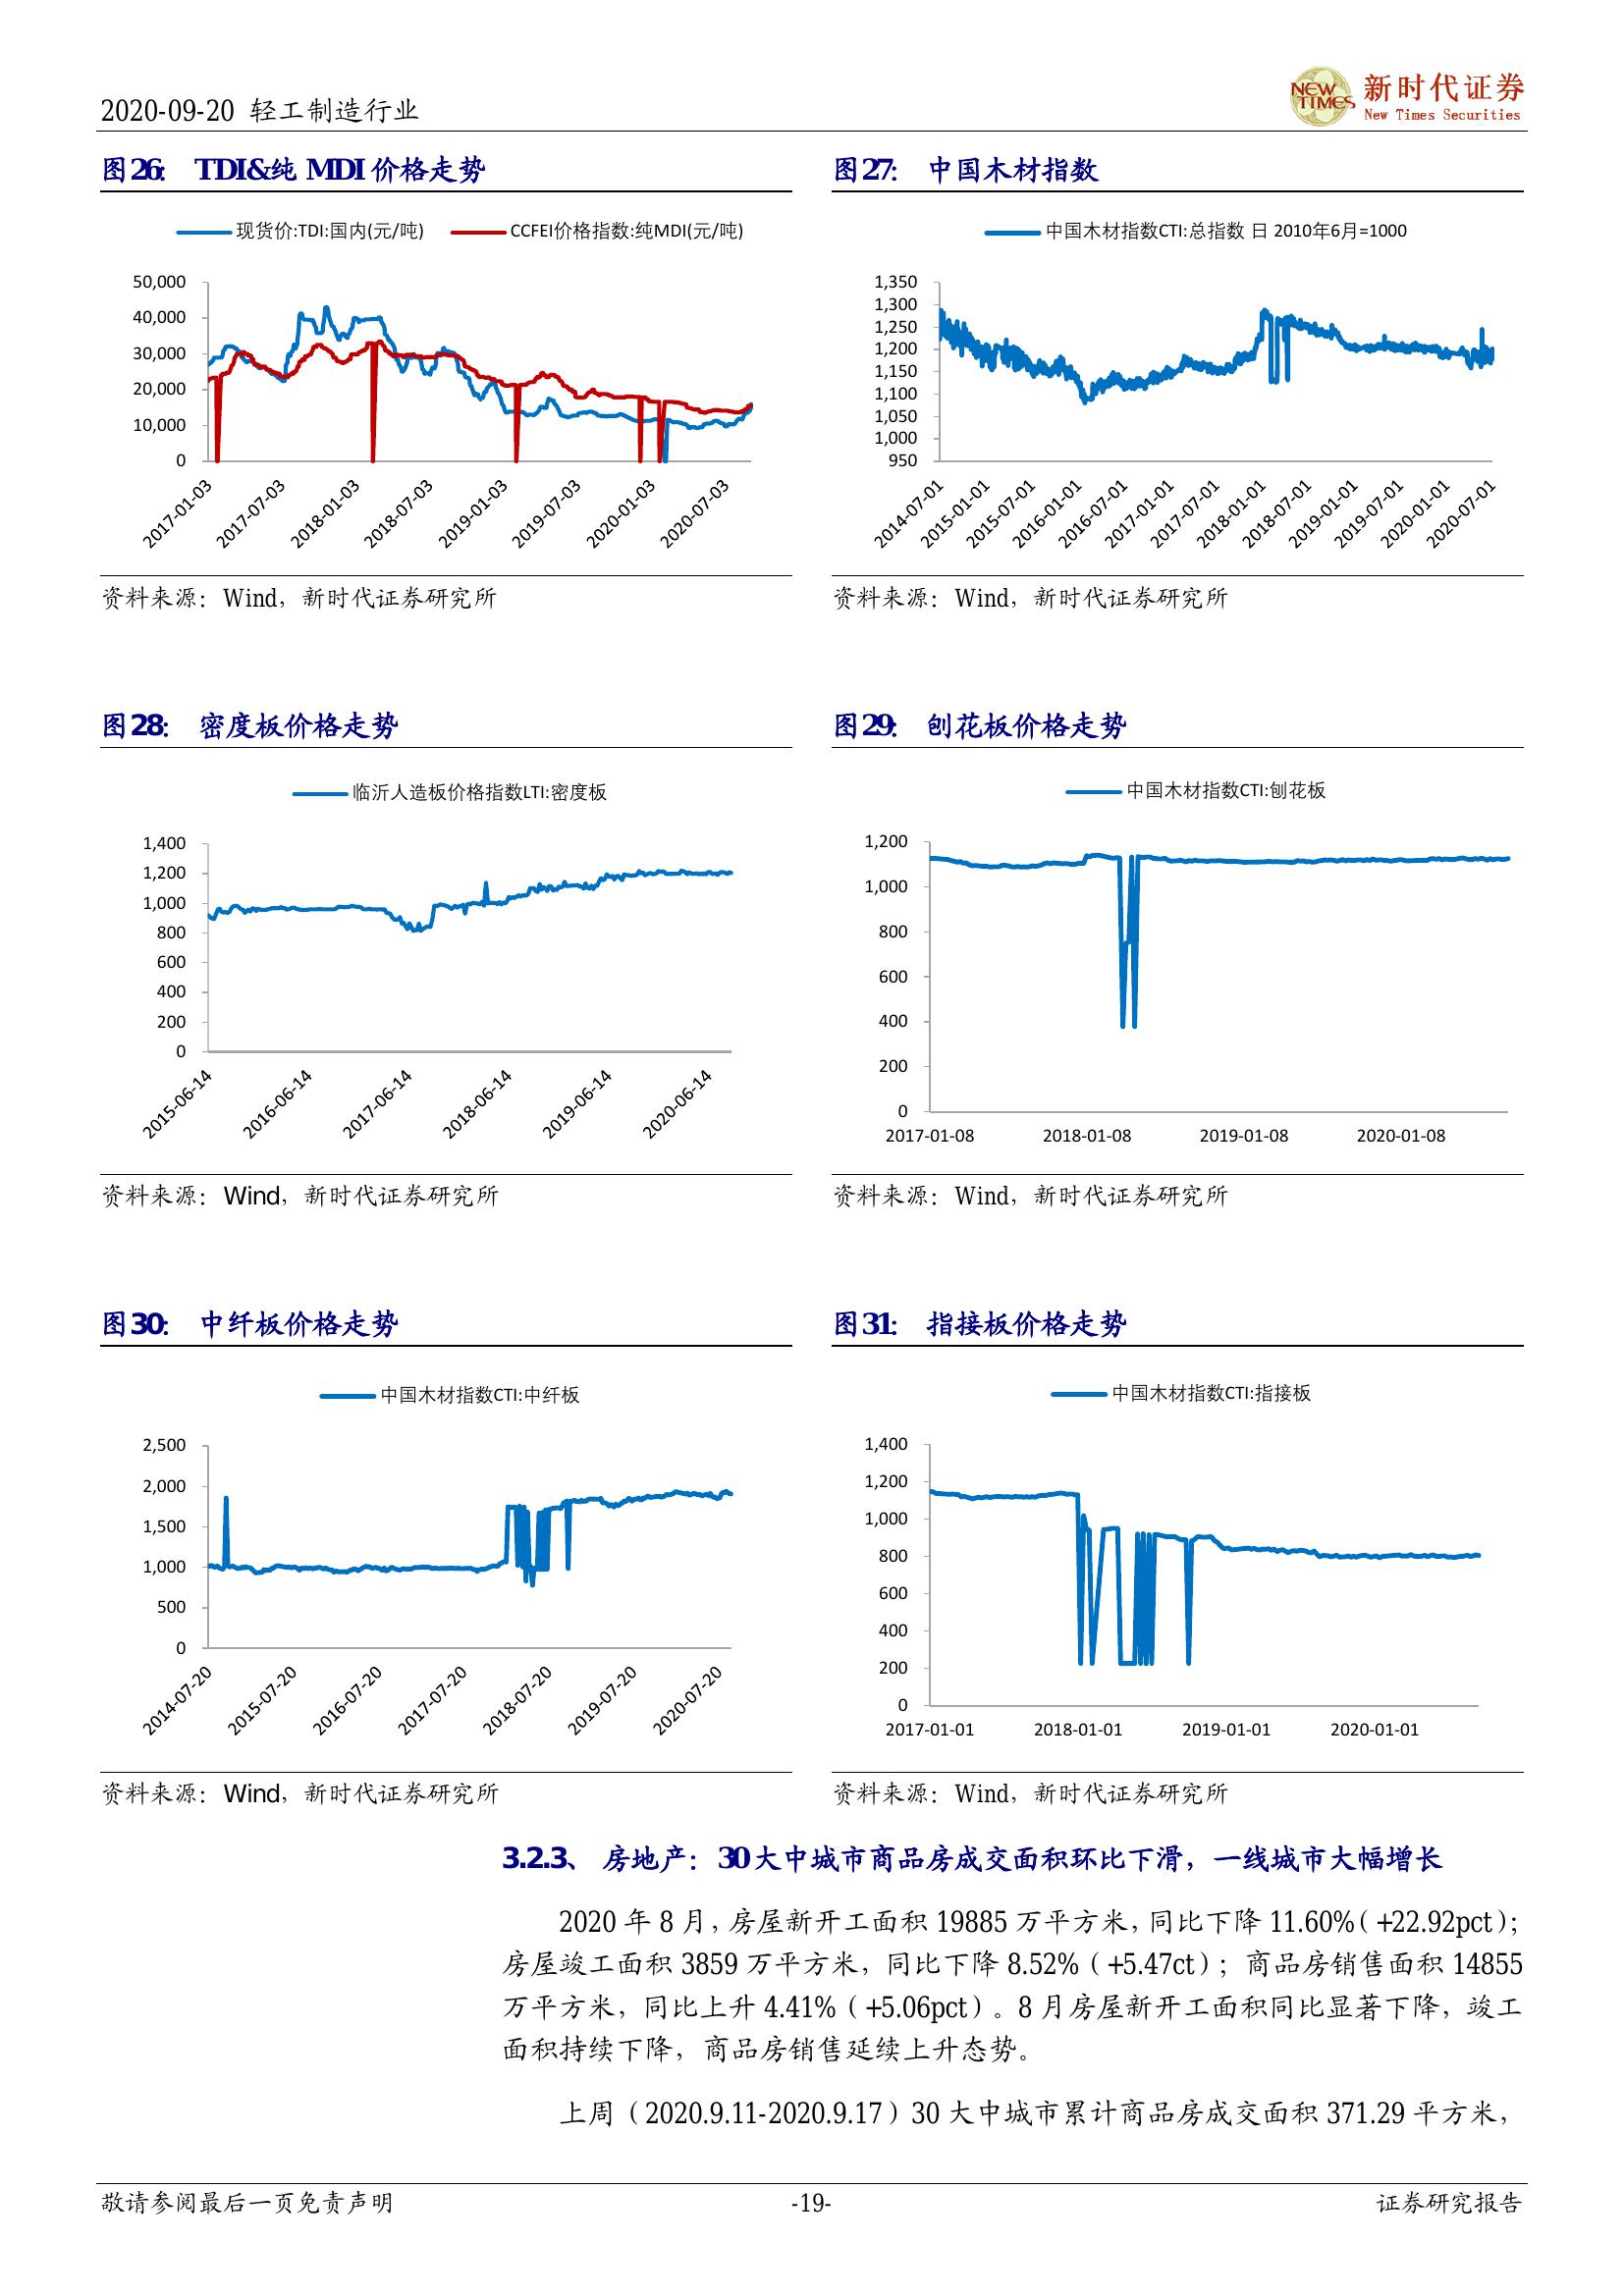 2020-09-20 轻工制造行业
NEW TIMES
新时代证券
New Times Securities
图26: TDI&纯 MDI 价格走势
现货价:TDI:国内(元/吨) CCFEI价格指数:纯MDI(元/吨)
50,000
40,000
30,000
20,000
10,000
0
2017-01-03 2017-07-03 2018-01-03 2018-07-03 2019-01-03 2019-07-03 2020-01-03 2020-07-03
资料来源：Wind，新时代证券研究所
图27: 中国木材指数
中国木材指数CTI:总指数 日 2010年6月=1000
1,350
1,300
1,250
1,200
1,150
1,100
1,050
1,000
950
2014-07-01 2015-01-01 2015-07-01 2016-01-01 2016-07-01 2017-01-01 2017-07-01 2018-01-01 2018-07-01 2019-01-01 2019-07-01 2020-01-01 2020-07-01
资料来源：Wind，新时代证券研究所
图28: 密度板价格走势
临沂人造板价格指数LTI:密度板
1,400
1,200
1,000
800
600
400
200
0
2015-06-14 2016-06-14 2017-06-14 2018-06-14 2019-06-14 2020-06-14
资料来源：Wind，新时代证券研究所
图29: 刨花板价格走势
中国木材指数CTI:刨花板
1,200
1,000
800
600
400
200
0
2017-01-08 2018-01-08 2019-01-08 2020-01-08
资料来源：Wind，新时代证券研究所
图30: 中纤板价格走势
中国木材指数CTI:中纤板
2,500
2,000
1,500
1,000
500
0
2014-07-20 2015-07-20 2016-07-20 2017-07-20 2018-07-20 2019-07-20 2020-07-20
资料来源：Wind，新时代证券研究所
图31: 指接板价格走势
中国木材指数CTI:指接板
1,400
1,200
1,000
800
600
400
200
0
2017-01-01 2018-01-01 2019-01-01 2020-01-01
资料来源：Wind，新时代证券研究所
3.2.3、 房地产：30大中城市商品房成交面积环比下滑，一线城市大幅增长
2020 年 8 月，房屋新开工面积 19885 万平方米，同比下降 11.60%（+22.92pct）；
房屋竣工面积 3859 万平方米，同比下降 8.52%（+5.47ct）；商品房销售面积 14855
万平方米，同比上升 4.41%（+5.06pct）。8 月房屋新开工面积同比显著下降，竣工
面积持续下降，商品房销售延续上升态势。
上周（2020.9.11-2020.9.17）30 大中城市累计商品房成交面积 371.29 平方米，
敬请参阅最后一页免责声明
-19-
证券研究报告